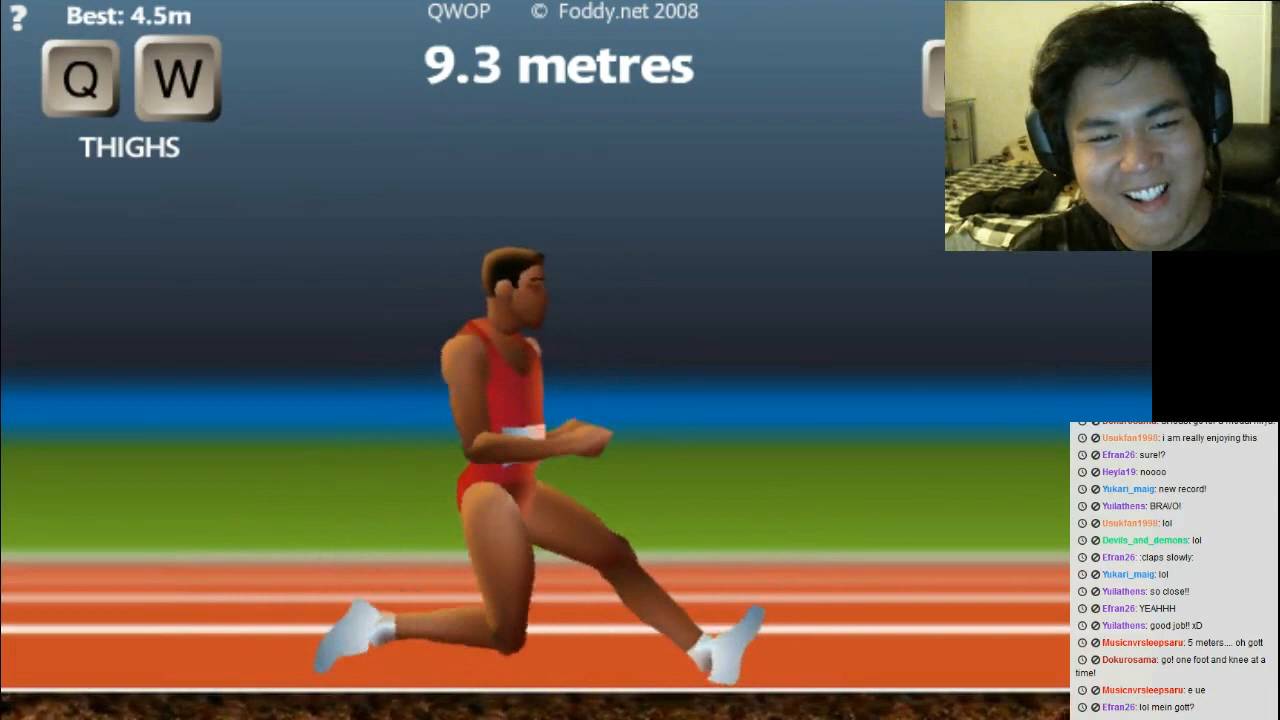 ?
Best: 4.5m
QWOP © Foddy.net 2008
9.3 metres
Q W
THIGHS
Usukfan1998: i am really enjoying this
Efran26: sure!?
Heyla19: noooo
Yukari_maig: new record!
Yuilathens: BRAVO!
Usukfan1998: lol
Devils_and_demons: lol
Efran26: :claps slowly:
Yukari_maig: lol
Yuilathens: so close!!
Efran26: YEAHHH
Yuilathens: good job!! xD
Musicnvrsleepsaru: 5 meters.... oh gott
Dokurosama: go! one foot and knee at a
time!
Musicnvrsleepsaru: e ue
Efran26: lol mein gott?